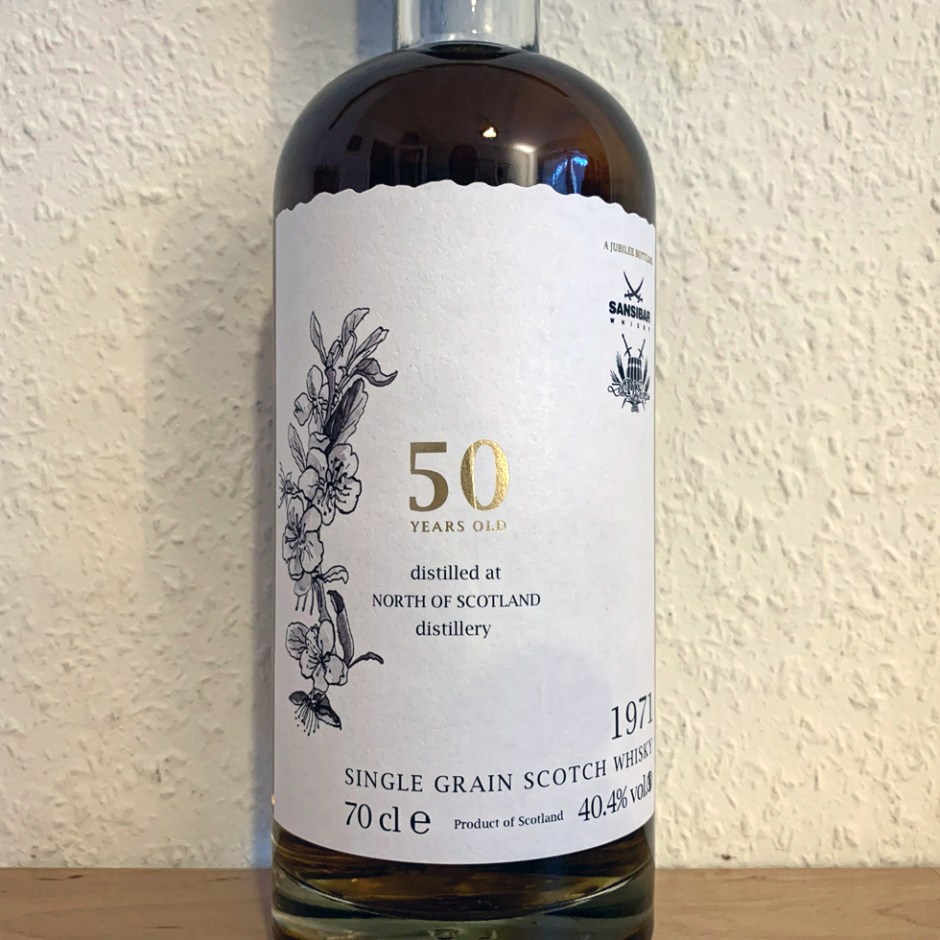 A JUBILEE BOTTLING
SANSIBAR
WHISKY
50
YEARS OLD
distilled at
NORTH OF SCOTLAND
distillery
1971
SINGLE GRAIN SCOTCH WHISKY
70 cl e Product of Scotland 40.4% vol.